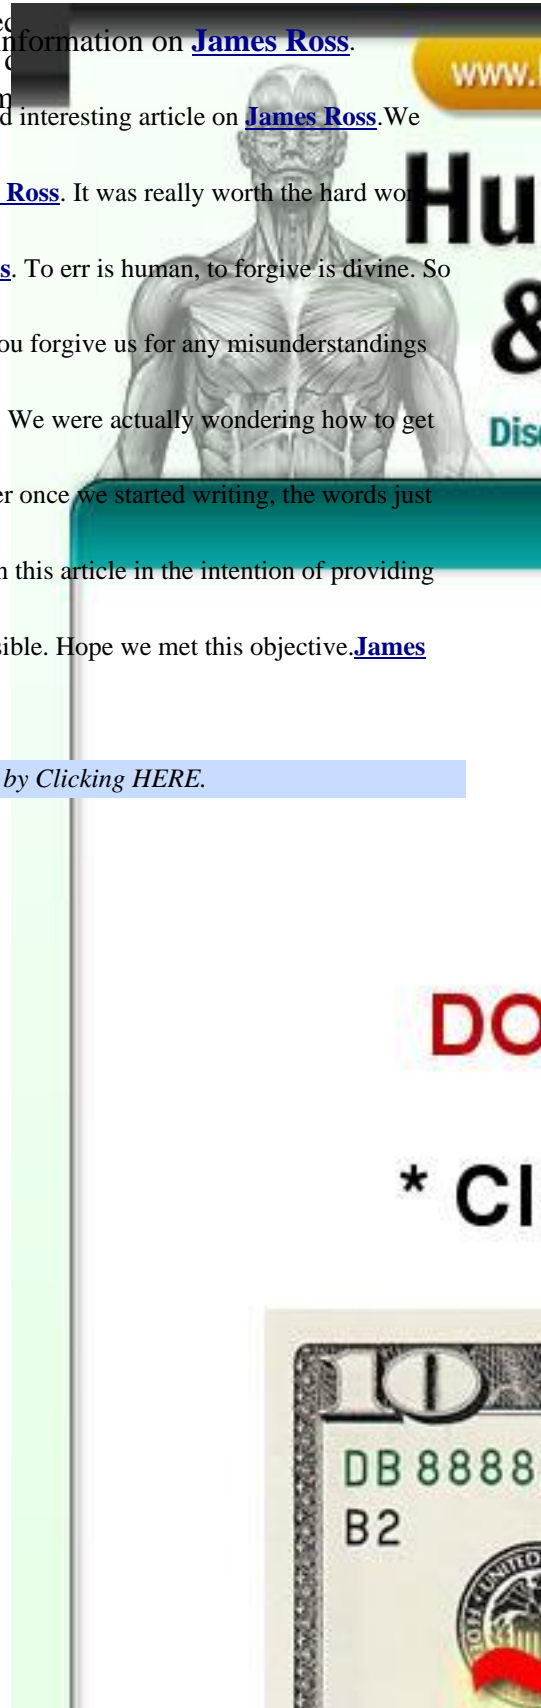 information on James Ross.
www.
d interesting article on James Ross.We
Ross. It was really worth the hard
Hu
s. To err is human, to forgive is divine. So
ou forgive us for any misunderstandings
&
. We were actually wondering how to get
Dis
er once we started writing, the words just
n this article in the intention of providing
sible. Hope we met this objective.James
by Clicking HERE.
DO
* Cl
10
DB 8888
B2
UNITED